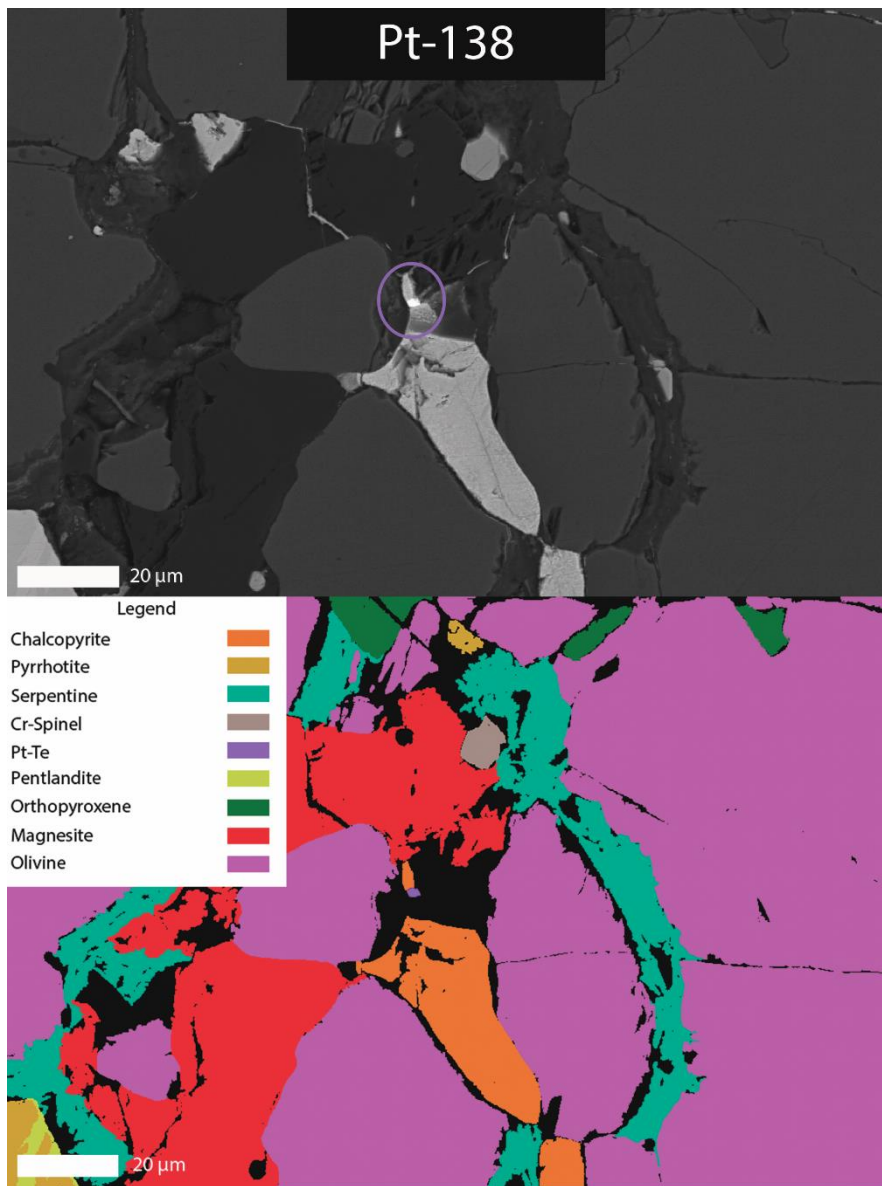 Pt-138
20 µm
Legend
Chalcopyrite
Pyrrhotite
Serpentine
Cr-Spinel
Pt-Te
Pentlandite
Orthopyroxene
Magnesite
Olivine
20 µm